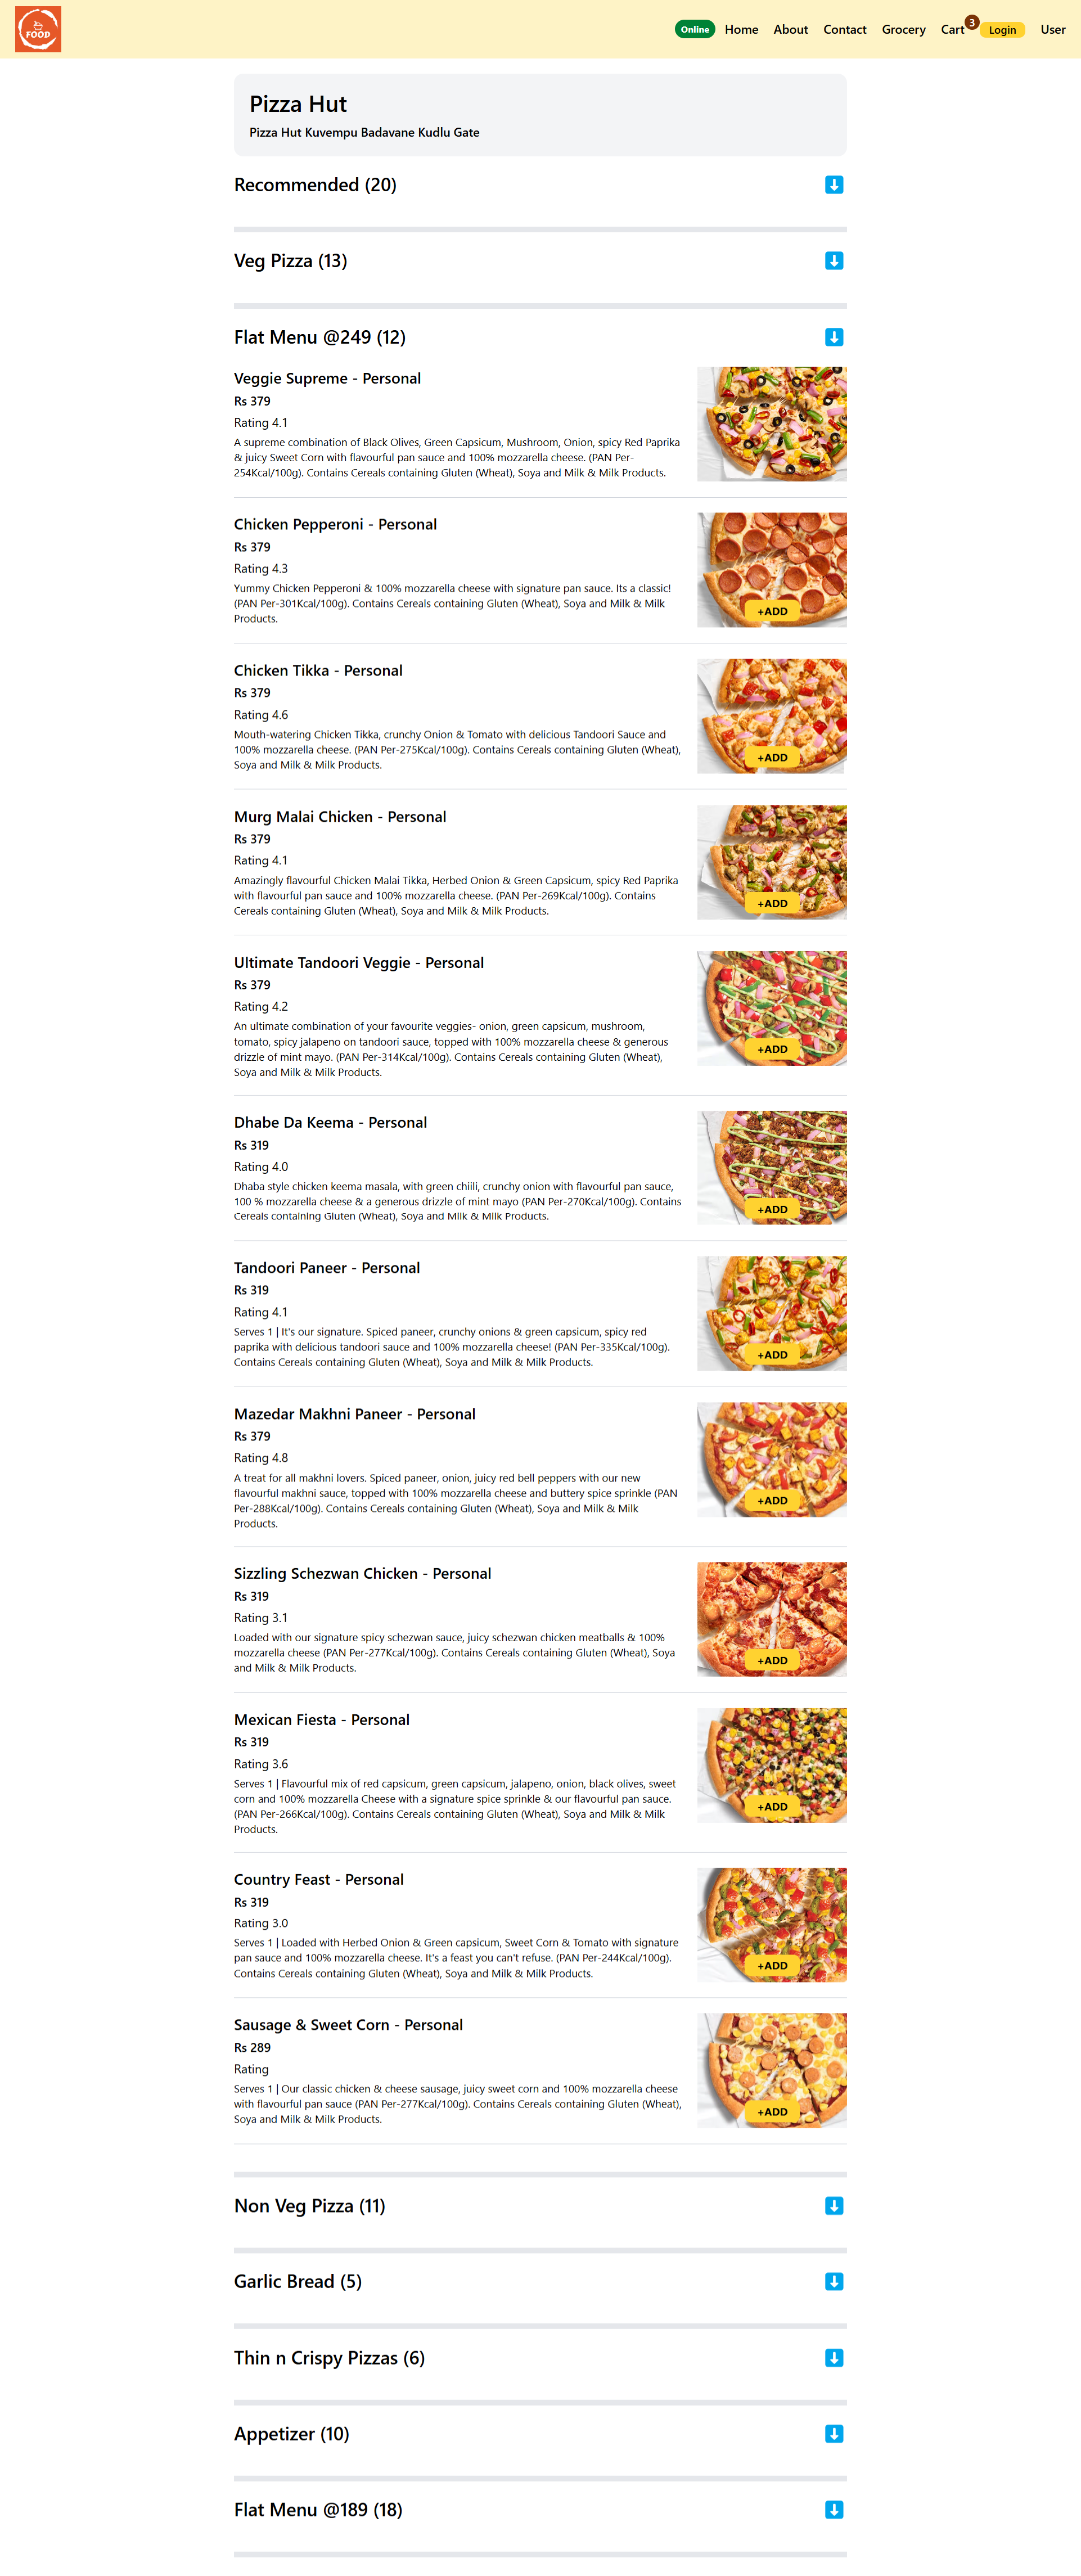 FOOD
Online Home About Contact Grocery Cart 3 Login User
Pizza Hut
Pizza Hut Kuvempu Badavane Kudlu Gate
Recommended (20)
Veg Pizza (13)
Flat Menu @249 (12)
Veggie Supreme - Personal
Rs 379
Rating 4.1
A supreme combination of Black Olives, Green Capsicum, Mushroom, Onion, spicy Red Paprika
& juicy Sweet Corn with flavourful pan sauce and 100% mozzarella cheese. (PAN Per-
254Kcal/100g). Contains Cereals containing Gluten (Wheat), Soya and Milk & Milk Products.
Chicken Pepperoni - Personal
Rs 379
Rating 4.3
Yummy Chicken Pepperoni & 100% mozzarella cheese with signature pan sauce. Its a classic!
(PAN Per-301Kcal/100g). Contains Cereals containing Gluten (Wheat), Soya and Milk & Milk
Products.
+ADD
Chicken Tikka - Personal
Rs 379
Rating 4.6
Mouth-watering Chicken Tikka, crunchy Onion & Tomato with delicious Tandoori Sauce and
100% mozzarella cheese. (PAN Per-275Kcal/100g). Contains Cereals containing Gluten (Wheat),
Soya and Milk & Milk Products.
+ADD
Murg Malai Chicken - Personal
Rs 379
Rating 4.1
Amazingly flavourful Chicken Malai Tikka, Herbed Onion & Green Capsicum, spicy Red Paprika
with flavourful pan sauce and 100% mozzarella cheese. (PAN Per-269Kcal/100g). Contains
Cereals containing Gluten (Wheat), Soya and Milk & Milk Products.
+ADD
Ultimate Tandoori Veggie - Personal
Rs 379
Rating 4.2
An ultimate combination of your favourite veggies- onion, green capsicum, mushroom,
tomato, spicy jalapeno on tandoori sauce, topped with 100% mozzarella cheese & generous
drizzle of mint mayo. (PAN Per-314Kcal/100g). Contains Cereals containing Gluten (Wheat),
Soya and Milk & Milk Products.
+ADD
Dhabe Da Keema - Personal
Rs 319
Rating 4.0
Dhaba style chicken keema masala, with green chiili, crunchy onion with flavourful pan sauce,
100 % mozzarella cheese & a generous drizzle of mint mayo (PAN Per-270Kcal/100g). Contains
Cereals containing Gluten (Wheat), Soya and Milk & Milk Products.
+ADD
Tandoori Paneer - Personal
Rs 319
Rating 4.1
Serves 1 | It's our signature. Spiced paneer, crunchy onions & green capsicum, spicy red
paprika with delicious tandoori sauce and 100% mozzarella cheese! (PAN Per-335Kcal/100g).
Contains Cereals containing Gluten (Wheat), Soya and Milk & Milk Products.
+ADD
Mazedar Makhni Paneer - Personal
Rs 379
Rating 4.8
A treat for all makhni lovers. Spiced paneer, onion, juicy red bell peppers with our new
flavourful makhni sauce, topped with 100% mozzarella cheese and buttery spice sprinkle (PAN
Per-288Kcal/100g). Contains Cereals containing Gluten (Wheat), Soya and Milk & Milk
Products.
+ADD
Sizzling Schezwan Chicken - Personal
Rs 319
Rating 3.1
Loaded with our signature spicy schezwan sauce, juicy schezwan chicken meatballs & 100%
mozzarella cheese (PAN Per-277Kcal/100g). Contains Cereals containing Gluten (Wheat), Soya
and Milk & Milk Products.
+ADD
Mexican Fiesta - Personal
Rs 319
Rating 3.6
Serves 1 | Flavourful mix of red capsicum, green capsicum, jalapeno, onion, black olives, sweet
corn and 100% mozzarella Cheese with a signature spice sprinkle & our flavourful pan sauce.
(PAN Per-266Kcal/100g). Contains Cereals containing Gluten (Wheat), Soya and Milk & Milk
Products.
+ADD
Country Feast - Personal
Rs 319
Rating 3.0
Serves 1 | Loaded with Herbed Onion & Green capsicum, Sweet Corn & Tomato with signature
pan sauce and 100% mozzarella cheese. It's a feast you can't refuse. (PAN Per-244Kcal/100g).
Contains Cereals containing Gluten (Wheat), Soya and Milk & Milk Products.
+ADD
Sausage & Sweet Corn - Personal
Rs 289
Rating
Serves 1 | Our classic chicken & cheese sausage, juicy sweet corn and 100% mozzarella cheese
with flavourful pan sauce (PAN Per-277Kcal/100g). Contains Cereals containing Gluten (Wheat),
Soya and Milk & Milk Products.
+ADD
Non Veg Pizza (11)
Garlic Bread (5)
Thin n Crispy Pizzas (6)
Appetizer (10)
Flat Menu @189 (18)